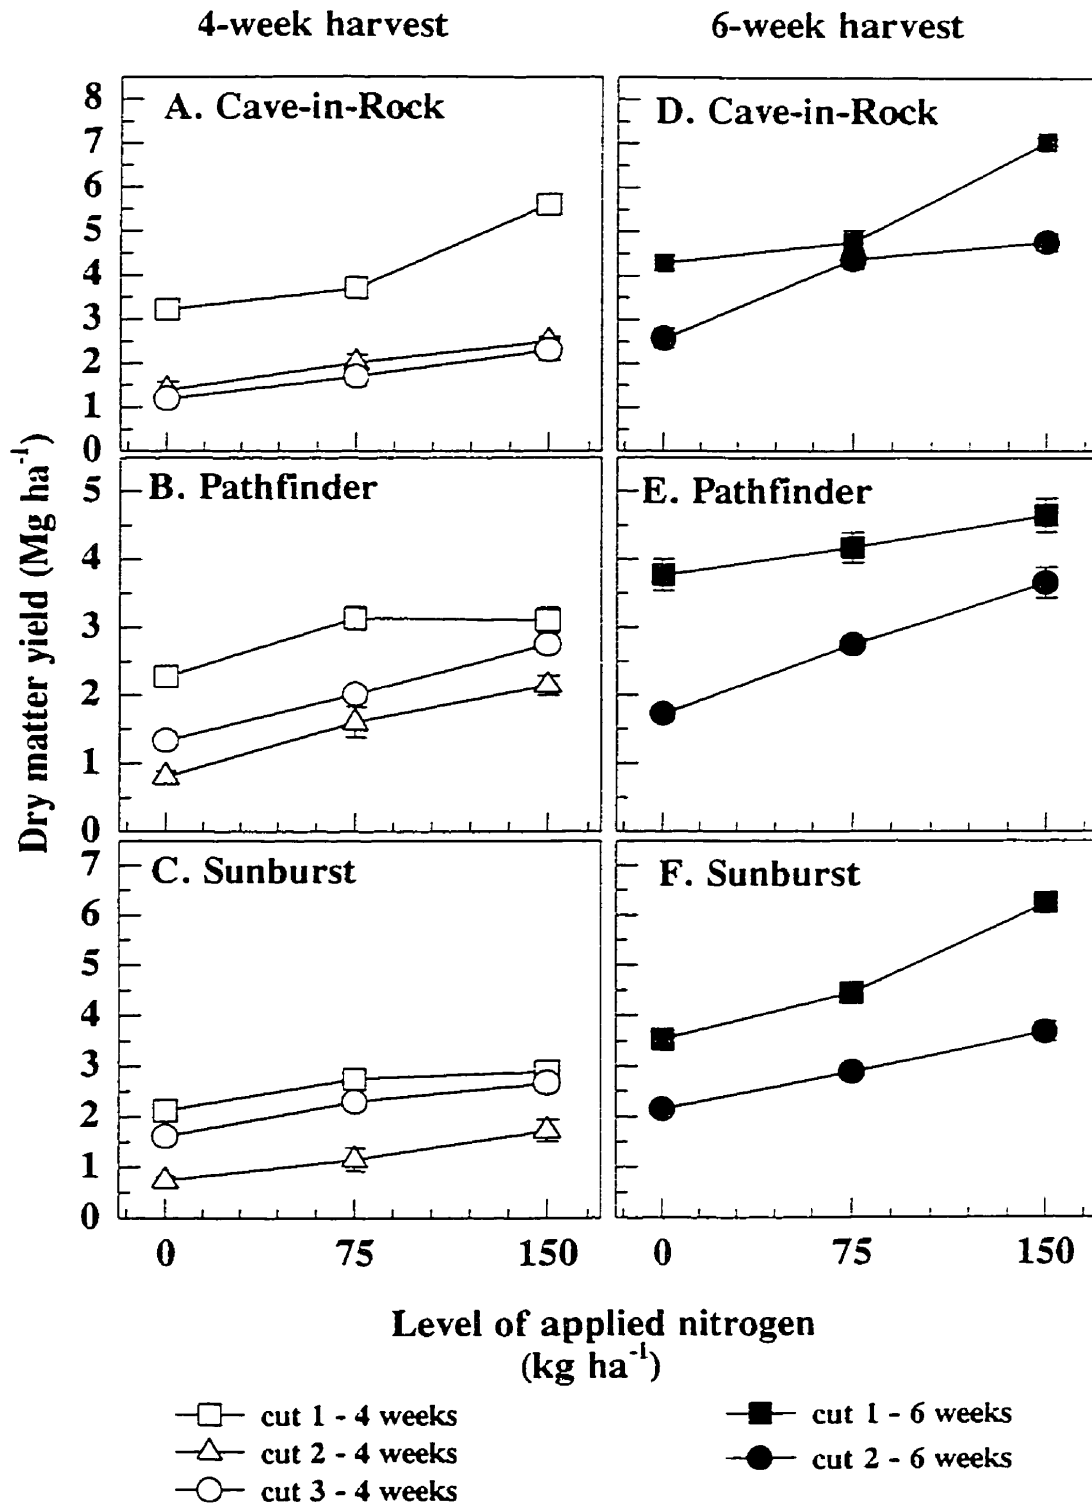 4-week harvest
6-week harvest
A. Cave-in-Rock
8
7
6
5
4
3
2
1
0
D. Cave-in-Rock
B. Pathfinder
5
4
3
2
1
0
E. Pathfinder
C. Sunburst
7
6
5
4
3
2
1
0
F. Sunburst
Dry matter yield (Mg ha⁻¹)
0 75 150
0 75 150
Level of applied nitrogen
(kg ha⁻¹)
cut 1 - 4 weeks
cut 2 - 4 weeks
cut 3 - 4 weeks
cut 1 - 6 weeks
cut 2 - 6 weeks